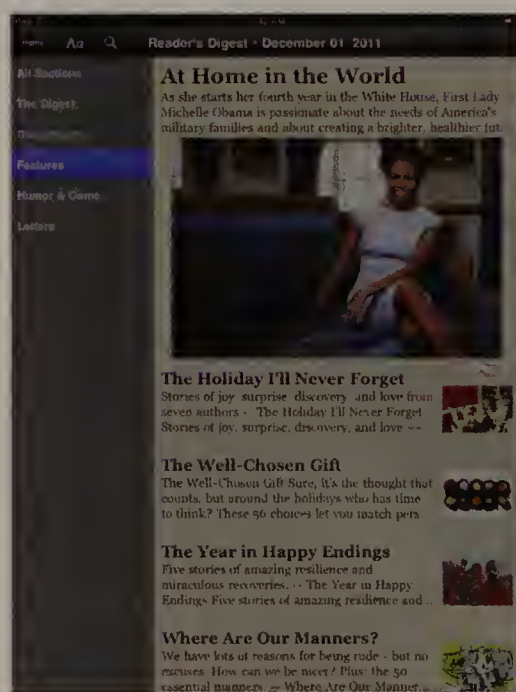 Home Aa Reader's Digest • December 01 2011
All Sections
The Digest
Features
Humor & Game
Letters
At Home in the World
As she starts her fourth year in the White House, First Lady
Michelle Obama is passionate about the needs of America's
military families and about creating a brighter, healthier fut
The Holiday I'll Never Forget
Stories of joy surprise discovery and love from
seven authors - The Holiday I'll Never Forget
Stories of joy, surprise, discovery, and love --
The Well-Chosen Gift
The Well-Chosen Gift Sure, it's the thought that
counts, but around the holidays who has time
to think? These 56 choices let you match pers
The Year in Happy Endings
Five stories of amazing resilience and
miraculous recoveries. -- The Year in Happy
Endings Five stories of amazing resilience and ..
Where Are Our Manners?
We have lots of reasons for being rude - but no
excuses. How can we be nicer? Plus: the 50
essential manners. — Where Are Our Manner...